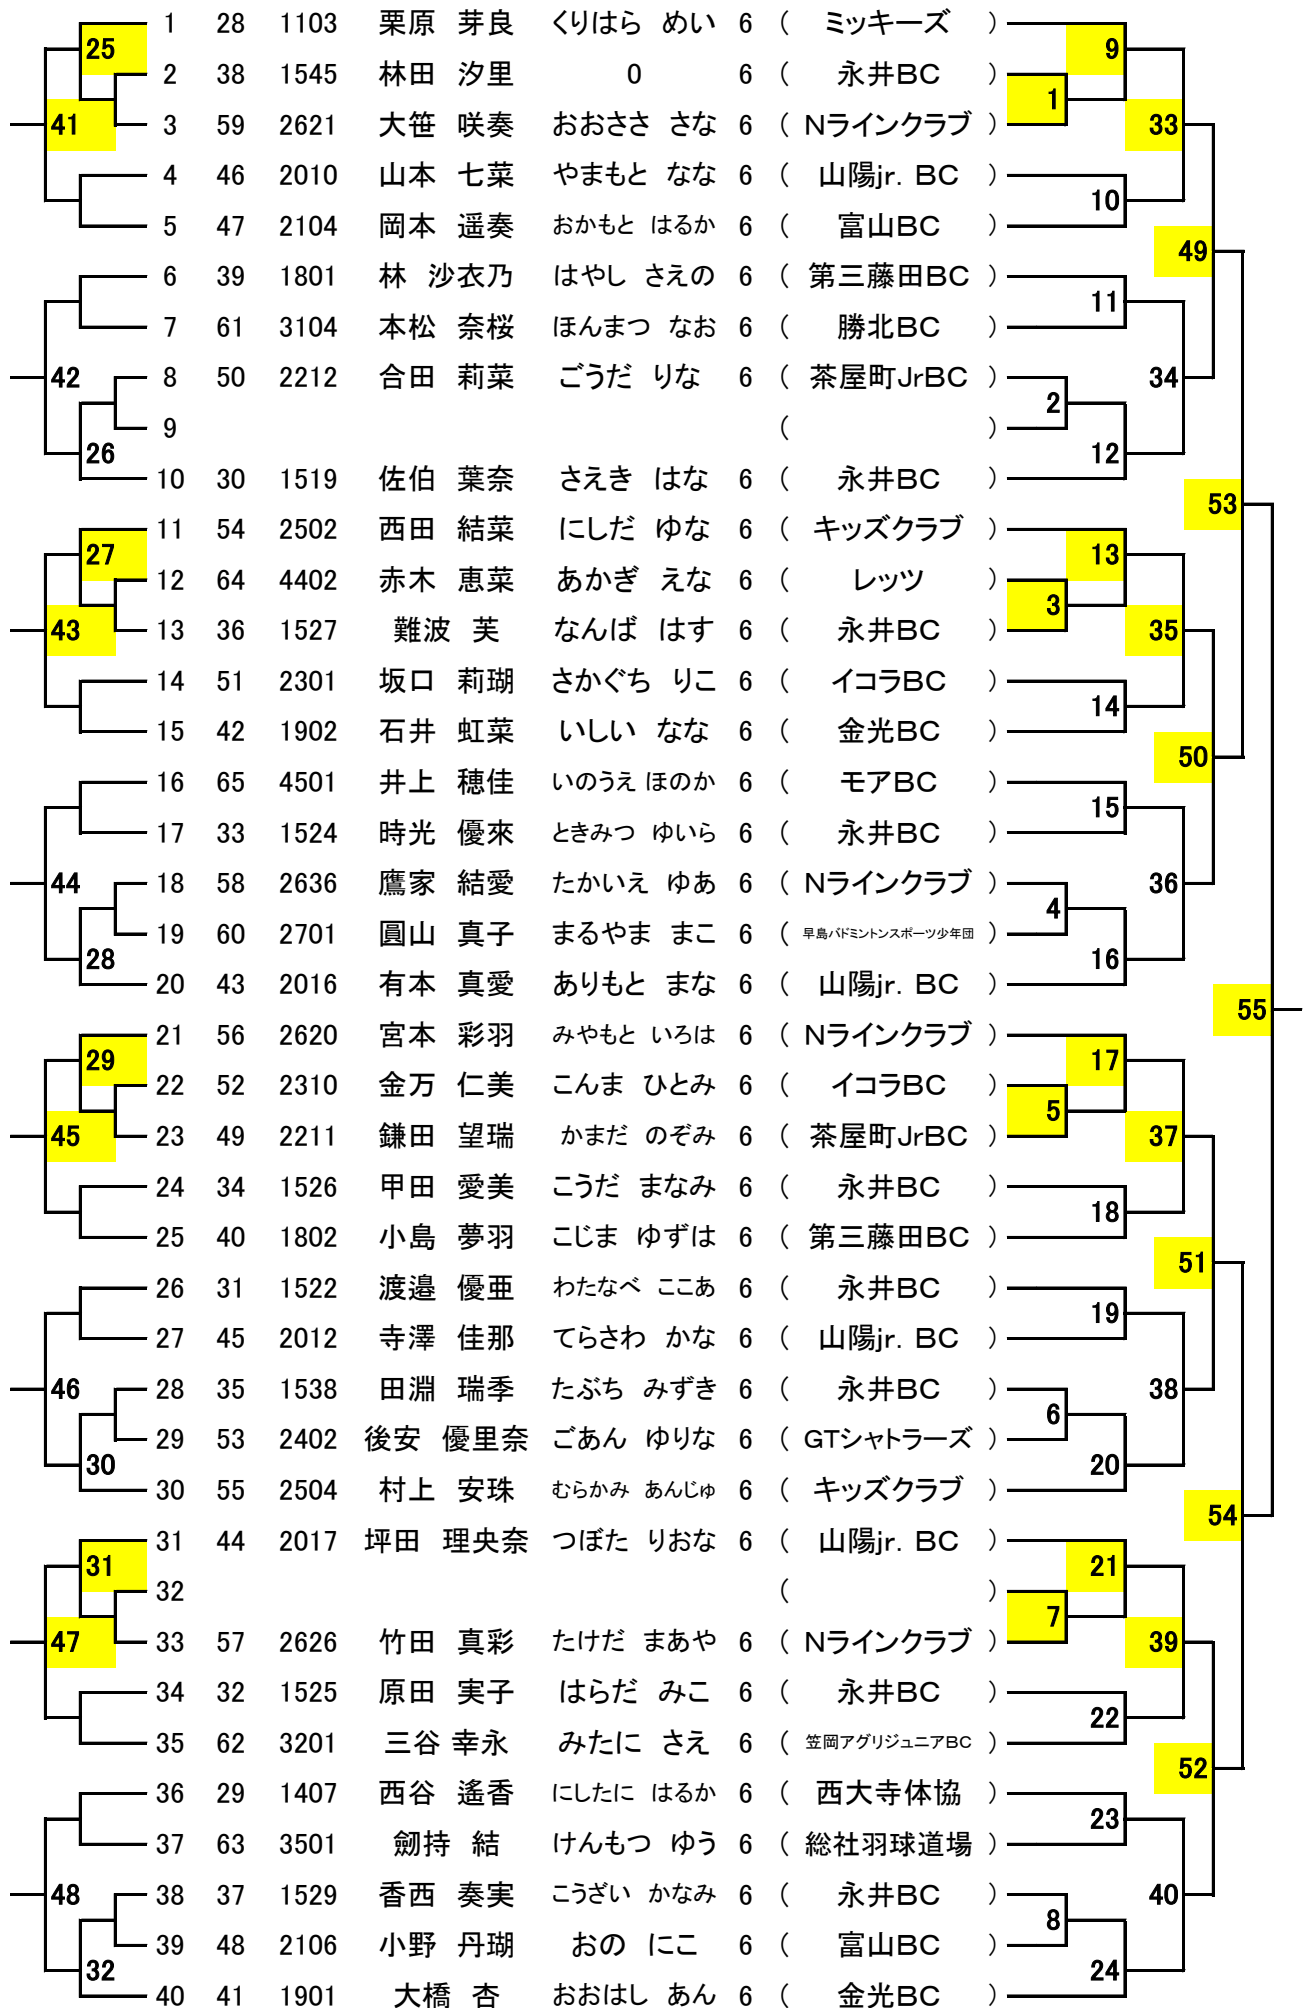 1 28 1103 栗原 芽良 くりはら めい 6 ( ミッキーズ )
25 9
2 38 1545 林田 汐里 0 6 ( 永井BC )
1
41 3 59 2621 大笹 咲奏 おおささ さな 6 ( Nラインクラブ ) 33
4 46 2010 山本 七菜 やまもと なな 6 ( 山陽jr. BC )
10
5 47 2104 岡本 遥奏 おかもと はるか 6 ( 富山BC )
49
6 39 1801 林 沙衣乃 はやし さえの 6 ( 第三藤田BC )
11
7 61 3104 本松 奈桜 ほんまつ なお 6 ( 勝北BC )
42 8 50 2212 合田 莉菜 ごうだ りな 6 ( 茶屋町JrBC ) 34
2
9 ( )
26 12
10 30 1519 佐伯 葉奈 さえき はな 6 ( 永井BC )
53
11 54 2502 西田 結菜 にしだ ゆな 6 ( キッズクラブ )
27 13
12 64 4402 赤木 恵菜 あかぎ えな 6 ( レッツ )
3
43 13 36 1527 難波 芙 なんば はす 6 ( 永井BC ) 35
14 51 2301 坂口 莉瑚 さかぐち りこ 6 ( イコラBC )
14
15 42 1902 石井 虹菜 いしい なな 6 ( 金光BC )
50
16 65 4501 井上 穂佳 いのうえ ほのか 6 ( モアBC )
15
17 33 1524 時光 優來 ときみつ ゆいら 6 ( 永井BC )
44 18 58 2636 鷹家 結愛 たかいえ ゆあ 6 ( Nラインクラブ ) 36
4
19 60 2701 圓山 真子 まるやま まこ 6 ( 早島バドミントンスポーツ少年団 )
28 16
20 43 2016 有本 真愛 ありもと まな 6 ( 山陽jr. BC )
55
21 56 2620 宮本 彩羽 みやもと いろは 6 ( Nラインクラブ )
29 17
22 52 2310 金万 仁美 こんま ひとみ 6 ( イコラBC )
5
45 23 49 2211 鎌田 望瑞 かまだ のぞみ 6 ( 茶屋町JrBC ) 37
24 34 1526 甲田 愛美 こうだ まなみ 6 ( 永井BC )
18
25 40 1802 小島 夢羽 こじま ゆずは 6 ( 第三藤田BC )
51
26 31 1522 渡邉 優亜 わたなべ ここあ 6 ( 永井BC )
19
27 45 2012 寺澤 佳那 てらさわ かな 6 ( 山陽jr. BC )
46 28 35 1538 田淵 瑞季 たぶち みずき 6 ( 永井BC ) 38
6
29 53 2402 後安 優里奈 ごあん ゆりな 6 ( GTシャトラーズ )
30 20
30 55 2504 村上 安珠 むらかみ あんじゅ 6 ( キッズクラブ )
54
31 44 2017 坪田 理央奈 つぼた りおな 6 ( 山陽jr. BC )
31 21
32 ( )
7
47 33 57 2626 竹田 真彩 たけだ まあや 6 ( Nラインクラブ ) 39
34 32 1525 原田 実子 はらだ みこ 6 ( 永井BC )
22
35 62 3201 三谷 幸永 みたに さえ 6 ( 笠岡アグリジュニアBC )
52
36 29 1407 西谷 遙香 にしたに はるか 6 ( 西大寺体協 )
23
37 63 3501 劒持 結 けんもつ ゆう 6 ( 総社羽球道場 )
48 38 37 1529 香西 奏実 こうざい かなみ 6 ( 永井BC ) 40
8
39 48 2106 小野 丹瑚 おの にこ 6 ( 富山BC )
32 24
40 41 1901 大橋 杏 おおはし あん 6 ( 金光BC )